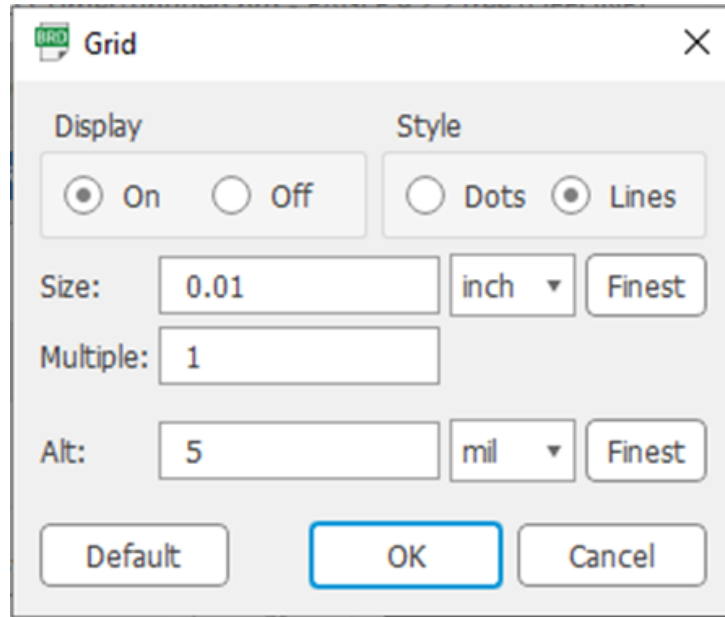 BRD Grid
Display Style
On Off Dots Lines
Size: 0.01 inch Finest
Multiple: 1
Alt: 5 mil Finest
Default OK Cancel